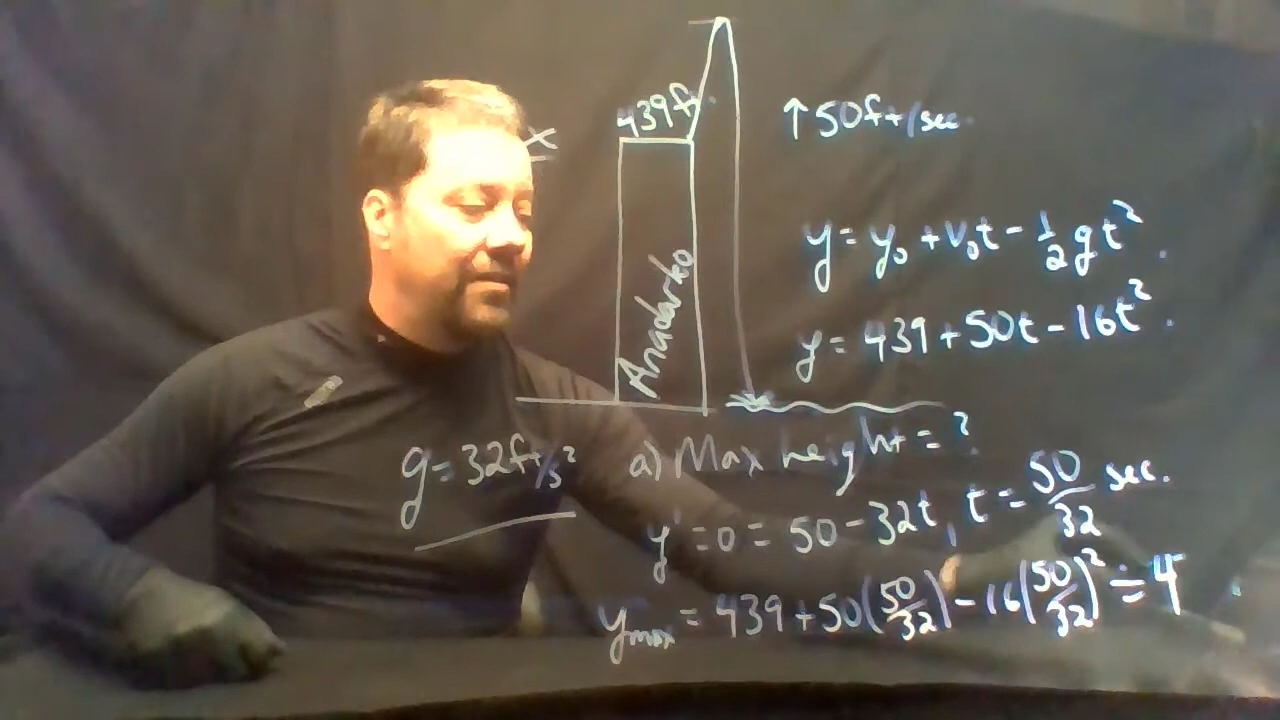 439ft
↑50ft/sec.
Anadarko
y = y₀ + v₀t - ½gt².
y = 439 + 50t - 16t².
g = 32ft/s²
a) Max height = ?
y' = 0 = 50 - 32t, t = 50/32 sec.
y_max = 439 + 50(50/32) - 16(50/32)² = 4